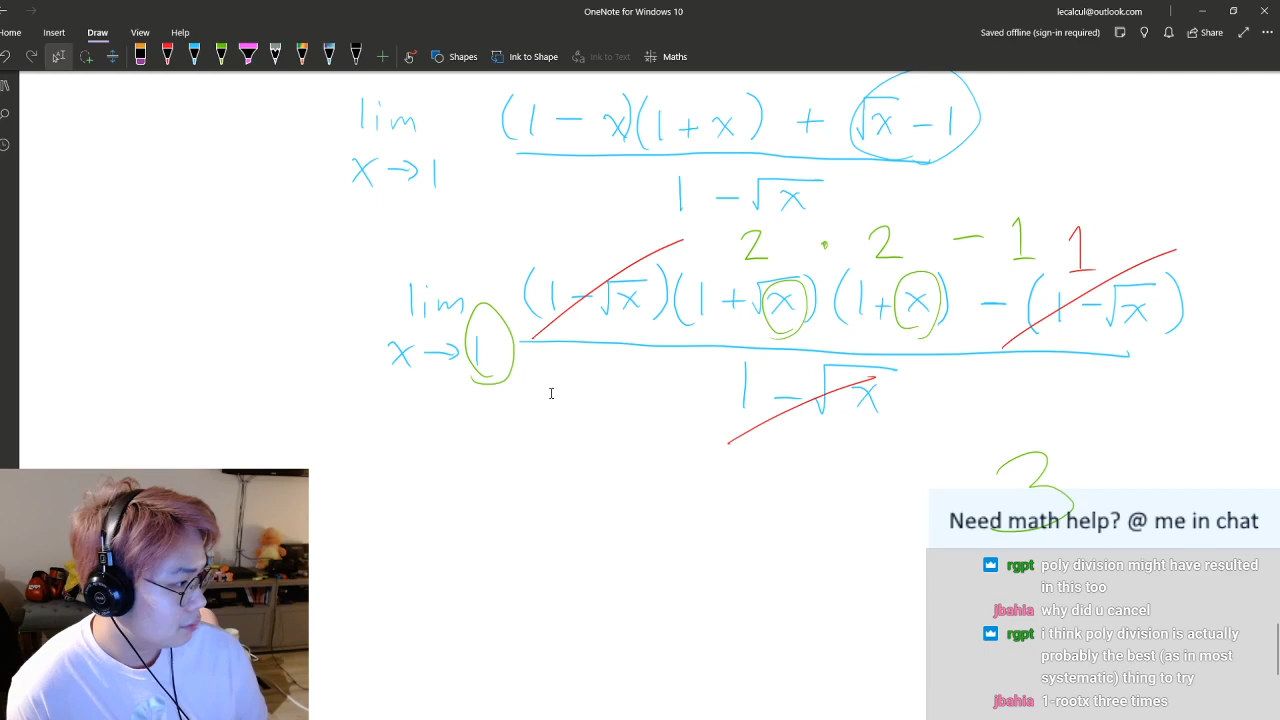 OneNote for Windows 10
lecalcul@outlook.com
Home Insert Draw View Help
Saved offline (sign-in required) Share
Shapes Ink to Shape Ink to Text Maths
lim x→1 ((1 - x)(1 + x) + √x - 1) / (1 - √x)
2 · 2 - 1 1
lim x→1 ((1 - √x)(1 + √x)(1 + x) - (1 - √x)) / (1 - √x)
3
Need math help? @ me in chat
rgpt poly division might have resulted
in this too
jbahia why did u cancel
rgpt i think poly division is actually
probably the best (as in most
systematic) thing to try
jbahia 1-rootx three times